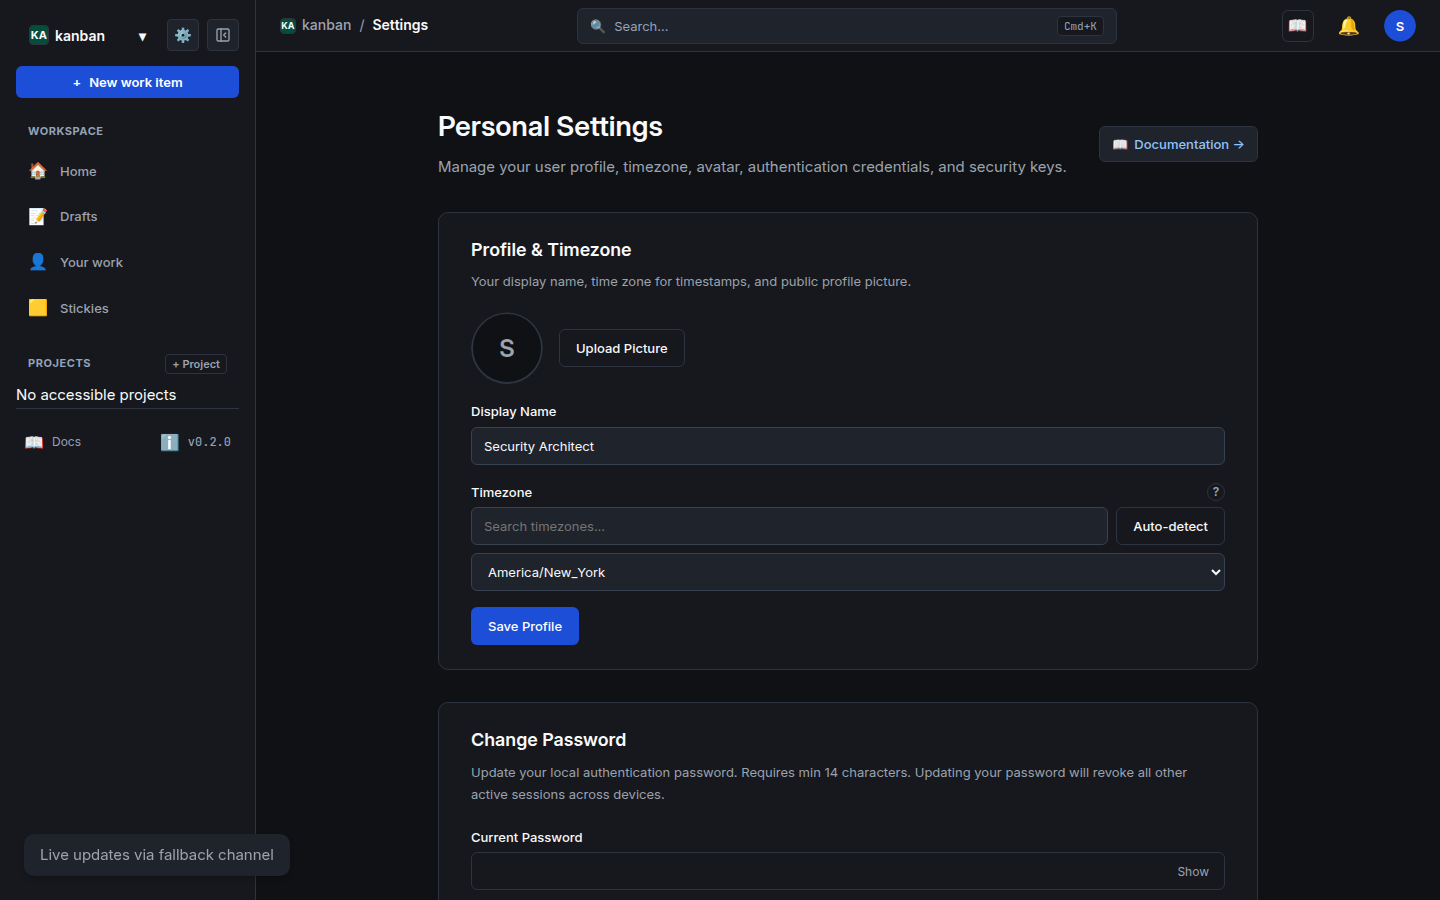 KA kanban ▾
+ New work item
WORKSPACE
Home
Drafts
Your work
Stickies
PROJECTS
+ Project
No accessible projects
Docs
v0.2.0
Live updates via fallback channel
KA kanban / Settings
Search...
Cmd+K
S
Personal Settings
Manage your user profile, timezone, avatar, authentication credentials, and security keys.
Documentation →
Profile & Timezone
Your display name, time zone for timestamps, and public profile picture.
S
Upload Picture
Display Name
Security Architect
Timezone
?
Search timezones...
Auto-detect
America/New_York
Save Profile
Change Password
Update your local authentication password. Requires min 14 characters. Updating your password will revoke all other
active sessions across devices.
Current Password
Show